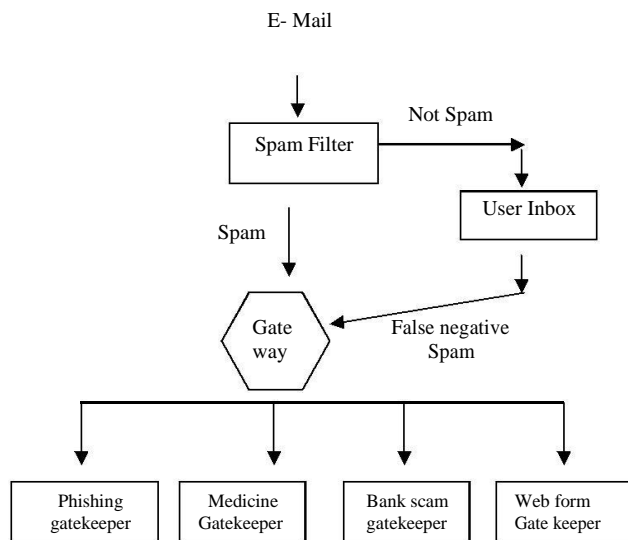 E- Mail
Not Spam
Spam Filter
User Inbox
Spam
Gate
way
False negative
Spam
Phishing
gatekeeper
Medicine
Gatekeeper
Bank scam
gatekeeper
Web form
Gate keeper